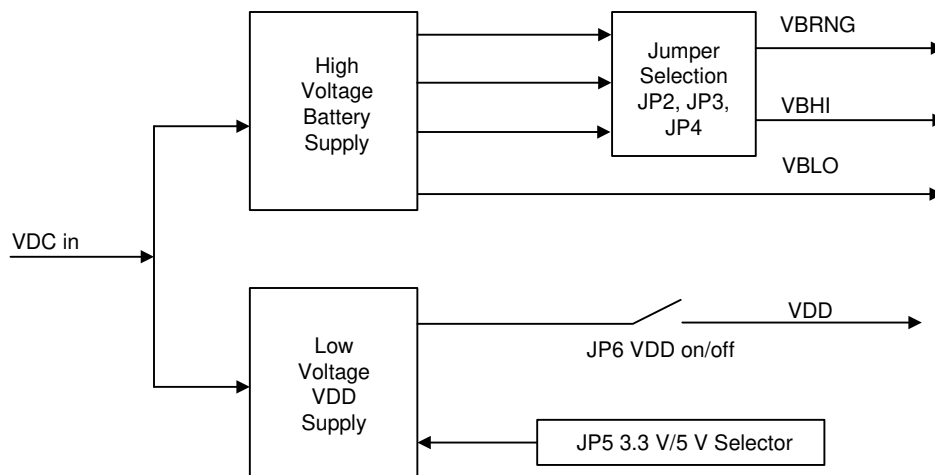 VBRNG
High
Voltage
Battery
Supply
Jumper
Selection
JP2, JP3,
JP4
VBHI
VBLO
VDC in
Low
Voltage
VDD
Supply
VDD
JP6 VDD on/off
JP5 3.3 V/5 V Selector